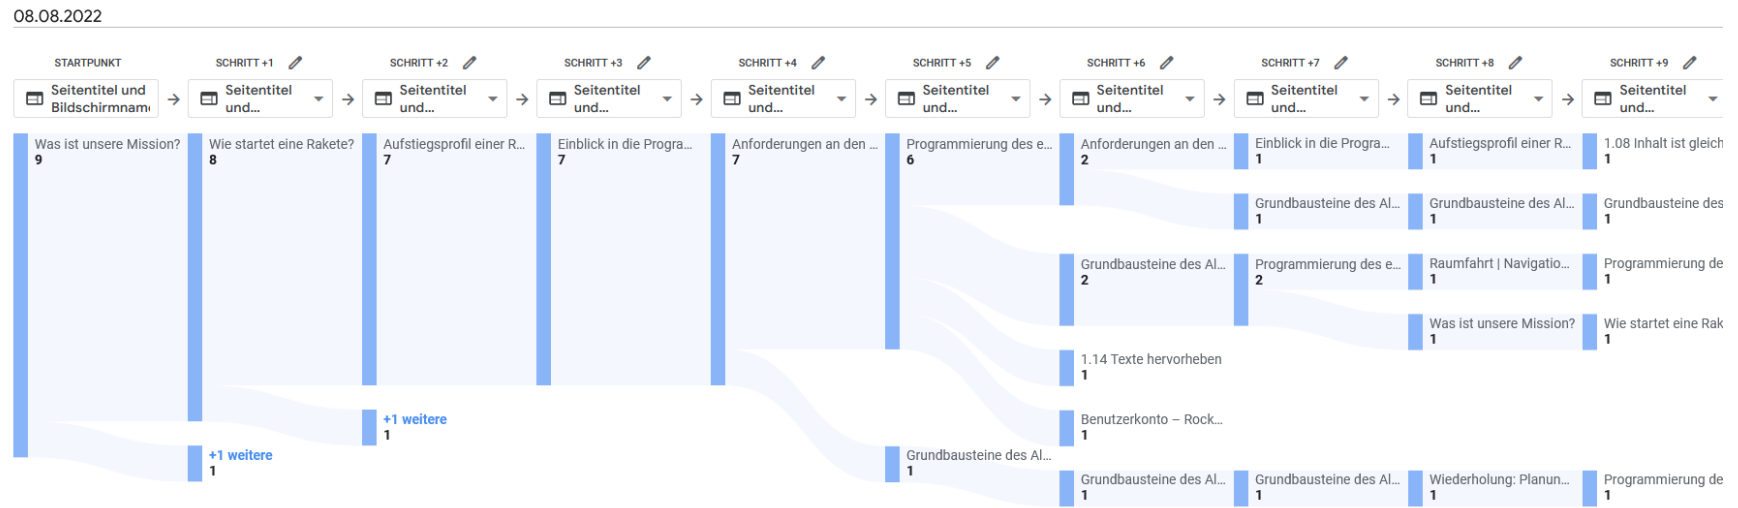 08.08.2022
STARTPUNKT
SCHRITT +1
SCHRITT +2
SCHRITT +3
SCHRITT +4
SCHRITT +5
SCHRITT +6
SCHRITT +7
SCHRITT +8
SCHRITT +9
Seitentitel und
Bildschirmname
Seitentitel
und...
Seitentitel
und...
Seitentitel
und...
Seitentitel
und...
Seitentitel
und...
Seitentitel
und...
Seitentitel
und...
Seitentitel
und...
Seitentitel
und...
Was ist unsere Mission?
9
Wie startet eine Rakete?
8
+1 weitere
1
Aufstiegsprofil einer R...
7
+1 weitere
1
Einblick in die Progra...
7
Anforderungen an den ...
7
Programmierung des e...
6
Grundbausteine des Al...
1
Anforderungen an den ...
2
Grundbausteine des Al...
2
1.14 Texte hervorheben
1
Benutzerkonto – Rock...
1
Grundbausteine des Al...
1
Einblick in die Progra...
1
Grundbausteine des Al...
1
Programmierung des e...
2
Grundbausteine des Al...
1
Aufstiegsprofil einer R...
1
Grundbausteine des Al...
1
Raumfahrt | Navigatio...
1
Was ist unsere Mission?
1
Wiederholung: Planun...
1
1.08 Inhalt ist gleich
1
Grundbausteine des
1
Programmierung de
1
Wie startet eine Rak
1
Programmierung de
1